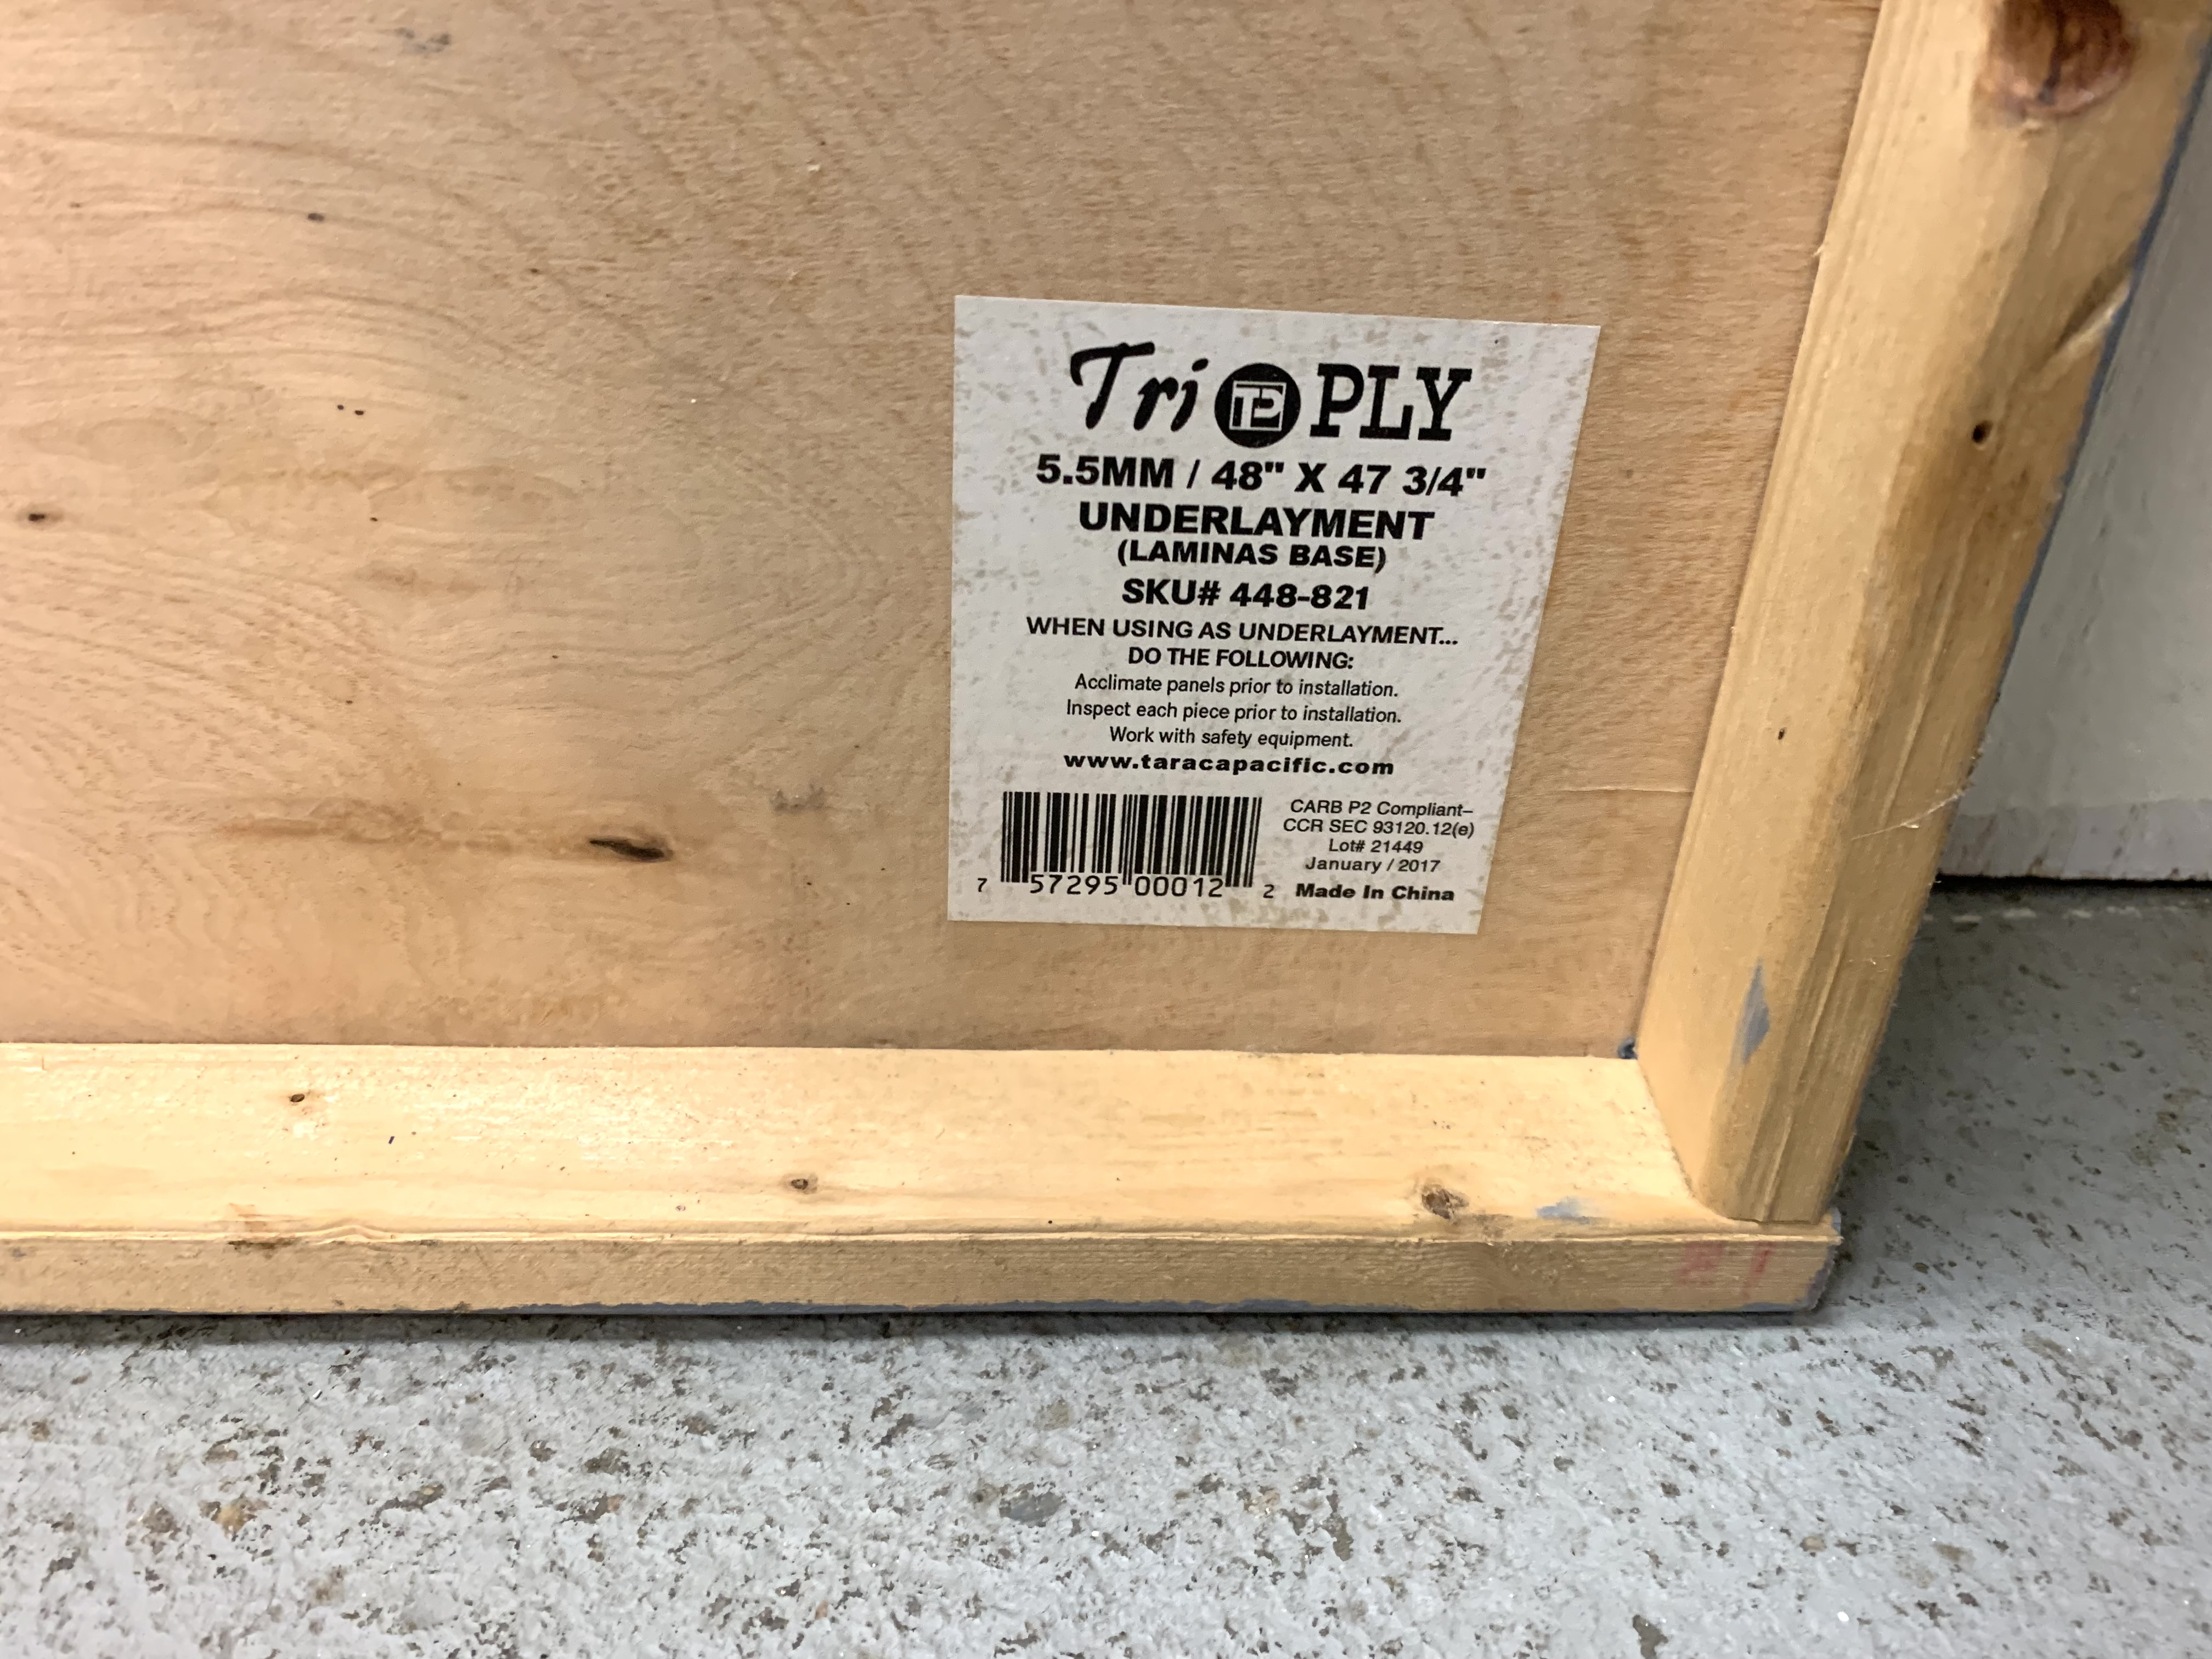 Tri TP PLY
5.5MM / 48" X 47 3/4"
UNDERLAYMENT
(LAMINAS BASE)
SKU# 448-821
WHEN USING AS UNDERLAYMENT...
DO THE FOLLOWING:
Acclimate panels prior to installation.
Inspect each piece prior to installation.
Work with safety equipment.
www.taracapacific.com
CARB P2 Compliant–
CCR SEC 93120.12(e)
Lot# 21449
January / 2017
Made In China
7 57295 00012 2